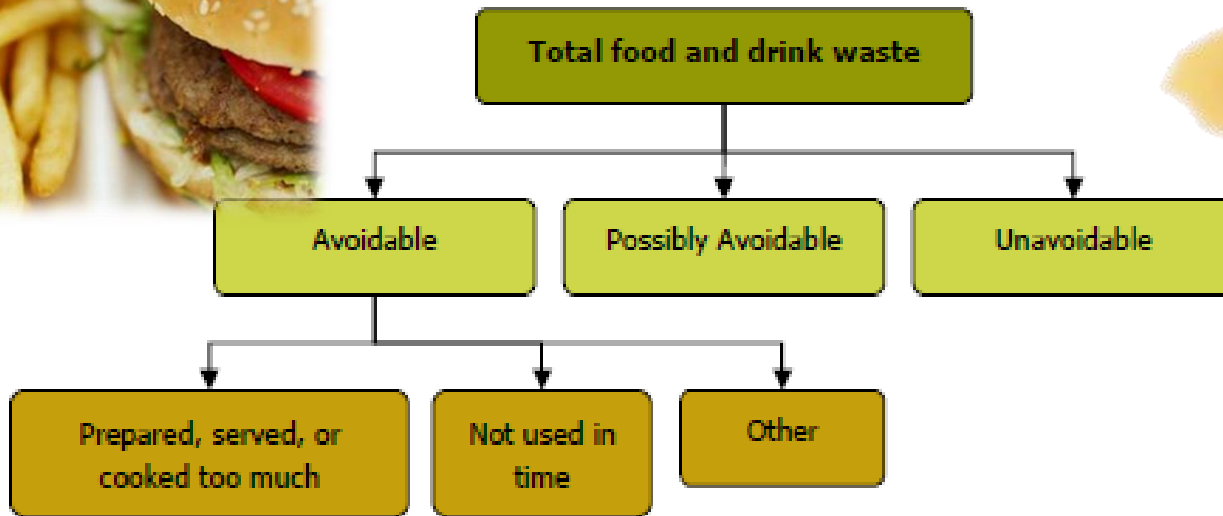 Total food and drink waste
Avoidable
Possibly Avoidable
Unavoidable
Prepared, served, or
cooked too much
Not used in
time
Other